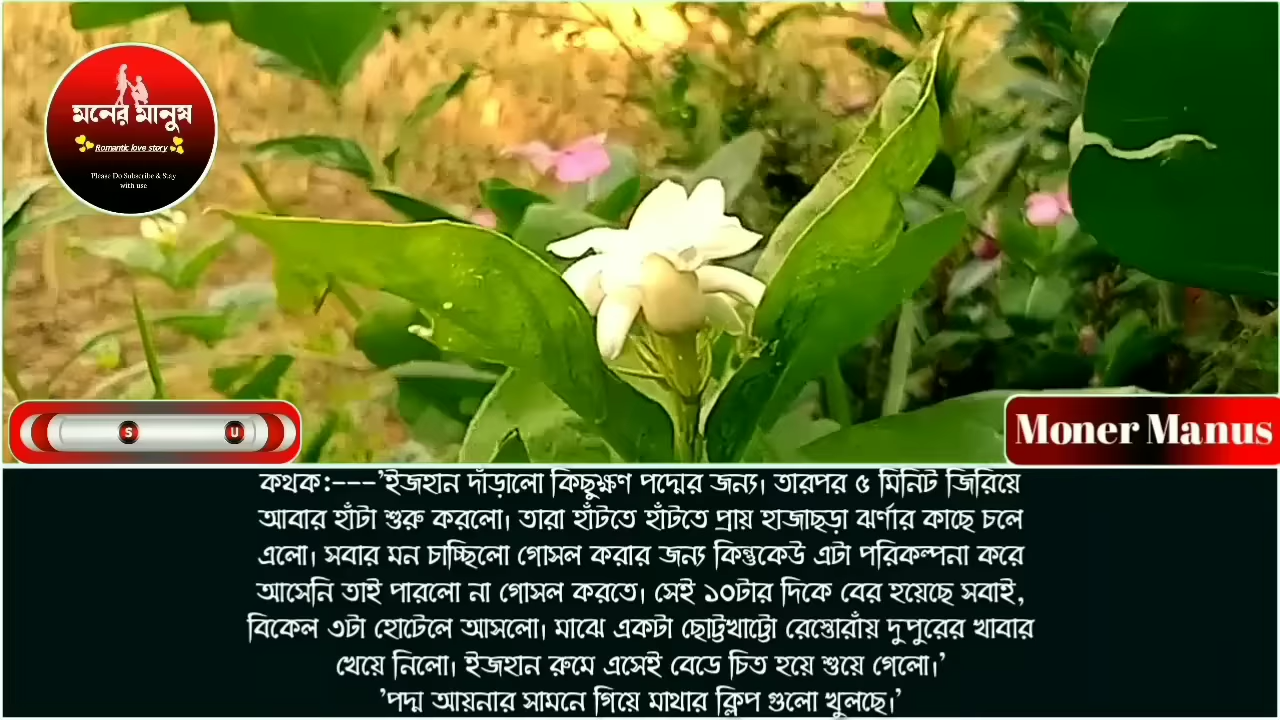 মনের মানুষ
Romantic love story
Please Do Subscribe & Stay
with use
S U
Moner Manus
কথক:---'ইজহান দাঁড়ালো কিছুক্ষণ পদ্মের জন্য। তারপর ৫ মিনিট জিরিয়ে
আবার হাঁটা শুরু করলো। তারা হাঁটতে হাঁটতে প্রায় হাজাছড়া ঝর্ণার কাছে চলে
এলো। সবার মন চাচ্ছিলো গোসল করার জন্য কিন্তুকেউ এটা পরিকল্পনা করে
আসেনি তাই পারলো না গোসল করতে। সেই ১০টার দিকে বের হয়েছে সবাই,
বিকেল ৩টা হোটেলে আসলো। মাঝে একটা ছোট্টখাট্টো রেস্তোরাঁয় দুপুরের খাবার
খেয়ে নিলো। ইজহান রুমে এসেই বেডে চিত হয়ে শুয়ে গেলো।'
'পদ্ম আয়নার সামনে গিয়ে মাথার ক্লিপ গুলো খুলছে।'